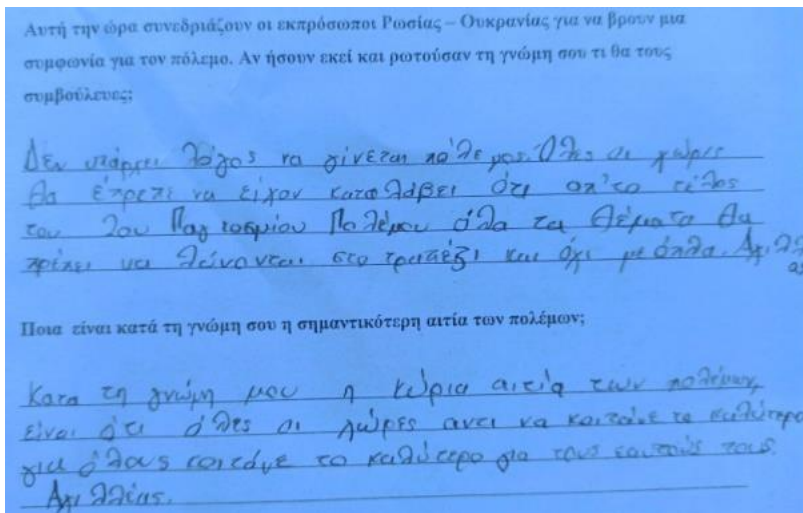 Αυτή την ώρα συνεδριάζουν οι εκπρόσωποι Ρωσίας – Ουκρανίας για να βρουν μια
συμφωνία για τον πόλεμο. Αν ήσουν εκεί και ρωτούσαν τη γνώμη σου τι θα τους
συμβούλευες;
Δεν υπάρχει λόγος να γίνεται πόλεμος. Όλες οι χώρες
θα έπρεπε να είχαν καταλάβει ότι απ'το τέλος
του 2ου Παγκοσμίου Πολέμου όλα τα θέματα θα
πρέπει να λύνονται στο τραπέζι και όχι με όπλα. Αχιλλέ
ας
Ποια είναι κατά τη γνώμη σου η σημαντικότερη αιτία των πολέμων;
Κατα τη γνώμη μου η κύρια αιτία των πολέμων,
είναι ότι όλες οι χώρες αντι να κοιτάνε το καλύτερο
για όλους κοιτάνε το καλύτερο για τους εαυτούς τους.
Αχιλλέας.